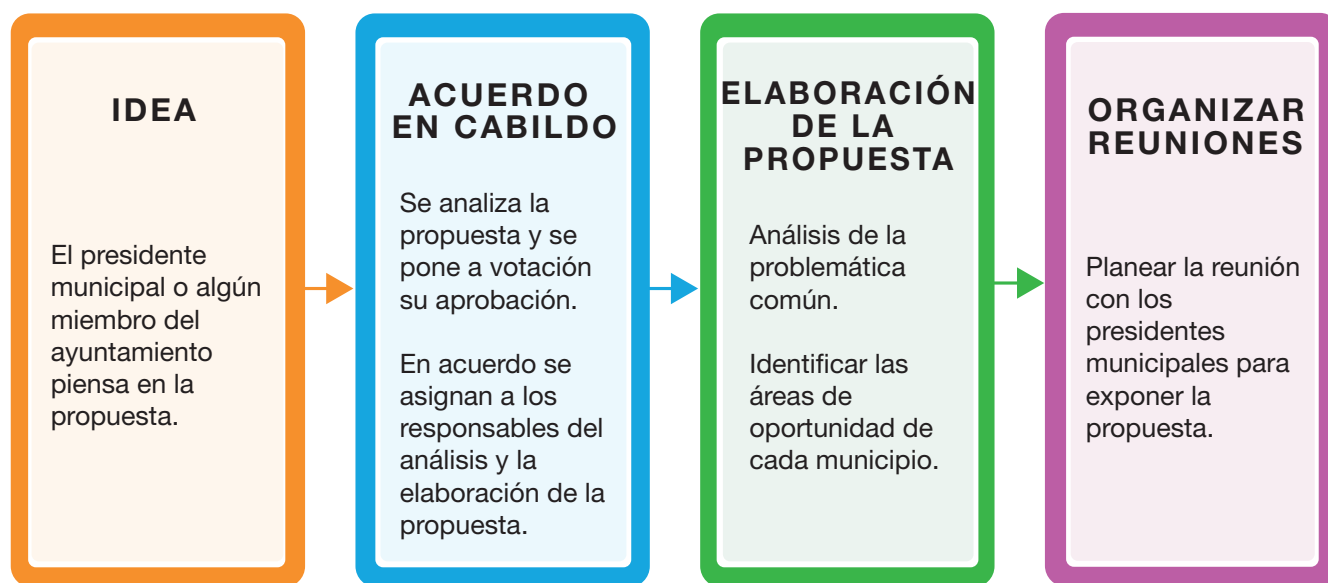 IDEA
El presidente
municipal o algún
miembro del
ayuntamiento
piensa en la
propuesta.
ACUERDO
EN CABILDO
Se analiza la
propuesta y se
pone a votación
su aprobación.
En acuerdo se
asignan a los
responsables del
análisis y la
elaboración de la
propuesta.
ELABORACIÓN
DE LA
PROPUESTA
Análisis de la
problemática
común.
Identificar las
áreas de
oportunidad de
cada municipio.
ORGANIZAR
REUNIONES
Planear la reunión
con los
presidentes
municipales para
exponer la
propuesta.